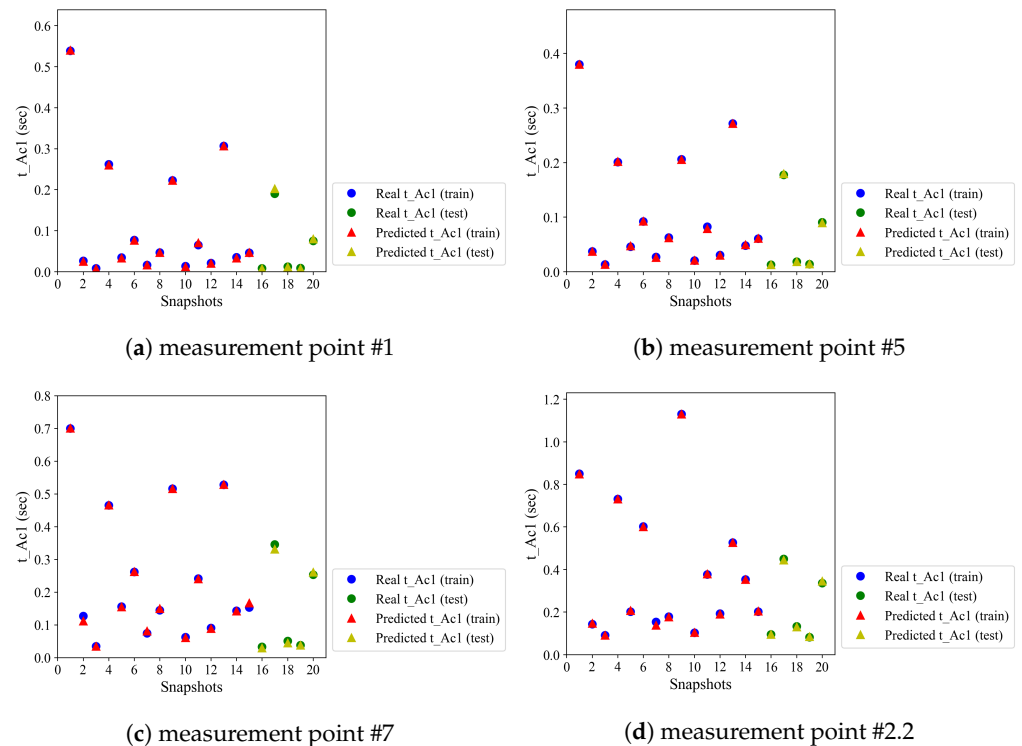 0.6
0.5
0.4
0.3
0.2
0.1
0.0
t_Ac1 (sec)
0 2 4 6 8 10 12 14 16 18 20
Snapshots
Real t_Ac1 (train)
Real t_Ac1 (test)
Predicted t_Ac1 (train)
Predicted t_Ac1 (test)
(a) measurement point #1
0.4
0.3
0.2
0.1
0.0
t_Ac1 (sec)
0 2 4 6 8 10 12 14 16 18 20
Snapshots
Real t_Ac1 (train)
Real t_Ac1 (test)
Predicted t_Ac1 (train)
Predicted t_Ac1 (test)
(b) measurement point #5
0.8
0.7
0.6
0.5
0.4
0.3
0.2
0.1
0.0
t_Ac1 (sec)
0 2 4 6 8 10 12 14 16 18 20
Snapshots
Real t_Ac1 (train)
Real t_Ac1 (test)
Predicted t_Ac1 (train)
Predicted t_Ac1 (test)
(c) measurement point #7
1.2
1.0
0.8
0.6
0.4
0.2
0.0
t_Ac1 (sec)
0 2 4 6 8 10 12 14 16 18 20
Snapshots
Real t_Ac1 (train)
Real t_Ac1 (test)
Predicted t_Ac1 (train)
Predicted t_Ac1 (test)
(d) measurement point #2.2